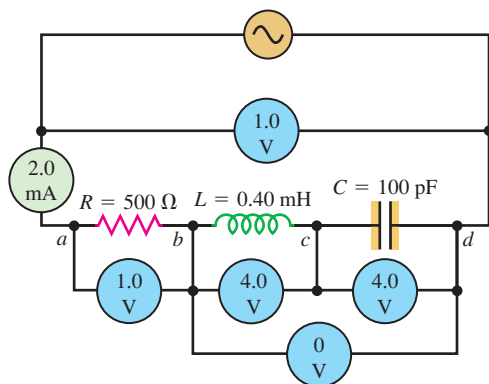 1.0
V
2.0
mA
R = 500 Ω
L = 0.40 mH
C = 100 pF
a
b
c
d
1.0
V
4.0
V
4.0
V
0
V